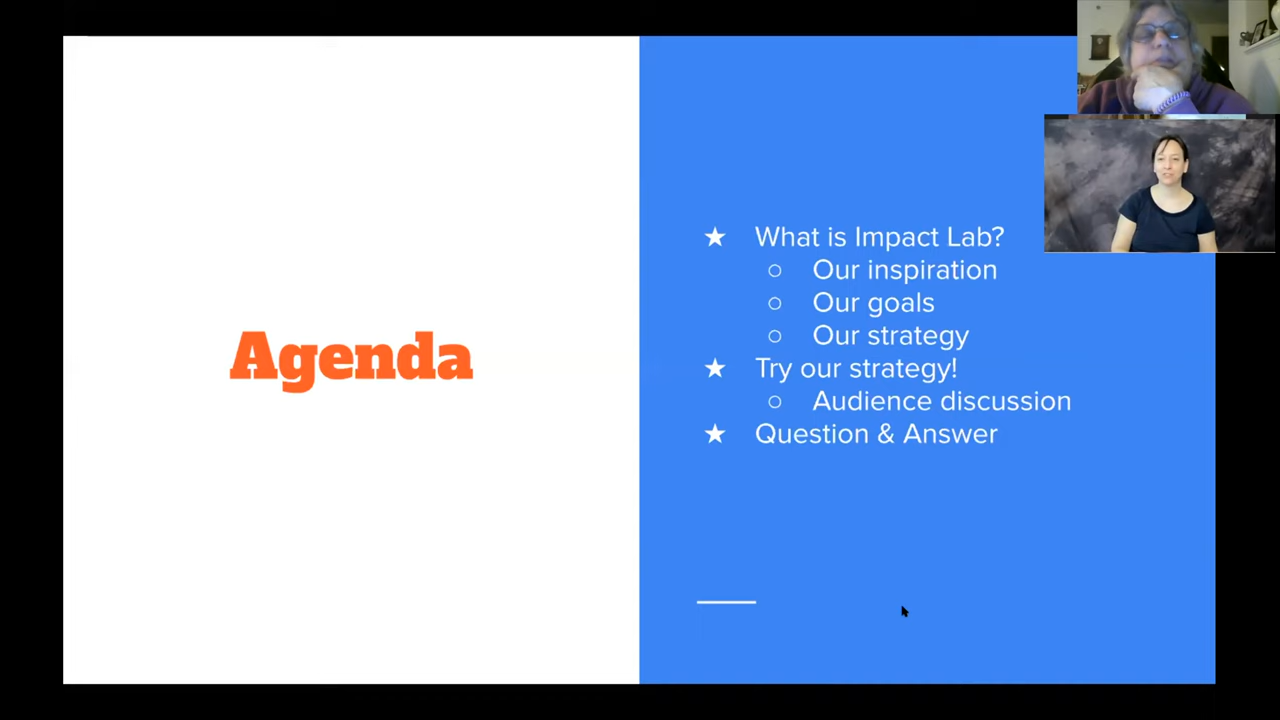 Agenda
★ What is Impact Lab?
○ Our inspiration
○ Our goals
○ Our strategy
★ Try our strategy!
○ Audience discussion
★ Question & Answer